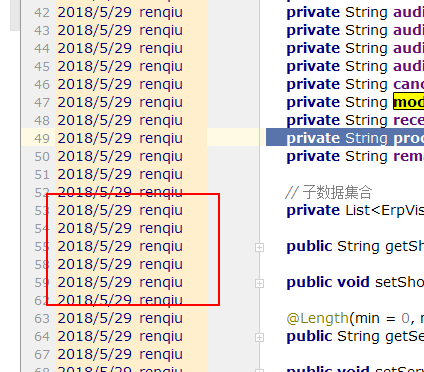 42 2018/5/29 renqiu private String audi
43 2018/5/29 renqiu private String audi
44 2018/5/29 renqiu private String audi
45 2018/5/29 renqiu private String audi
46 2018/5/29 renqiu private String canc
47 2018/5/29 renqiu private String mod
48 2018/5/29 renqiu private String rece
49 2018/5/29 renqiu private String proc
50 2018/5/29 renqiu private String rema
51 2018/5/29 renqiu
52 2018/5/29 renqiu // 子数据集合
53 2018/5/29 renqiu private List<ErpVis
54 2018/5/29 renqiu
55 2018/5/29 renqiu public String getSh
58 2018/5/29 renqiu
59 2018/5/29 renqiu public void setSho
62 2018/5/29 renqiu
63 2018/5/29 renqiu @Length(min = 0, r
64 2018/5/29 renqiu public String getSe
67 2018/5/29 renqiu
68 2018/5/29 renqiu public void setServ